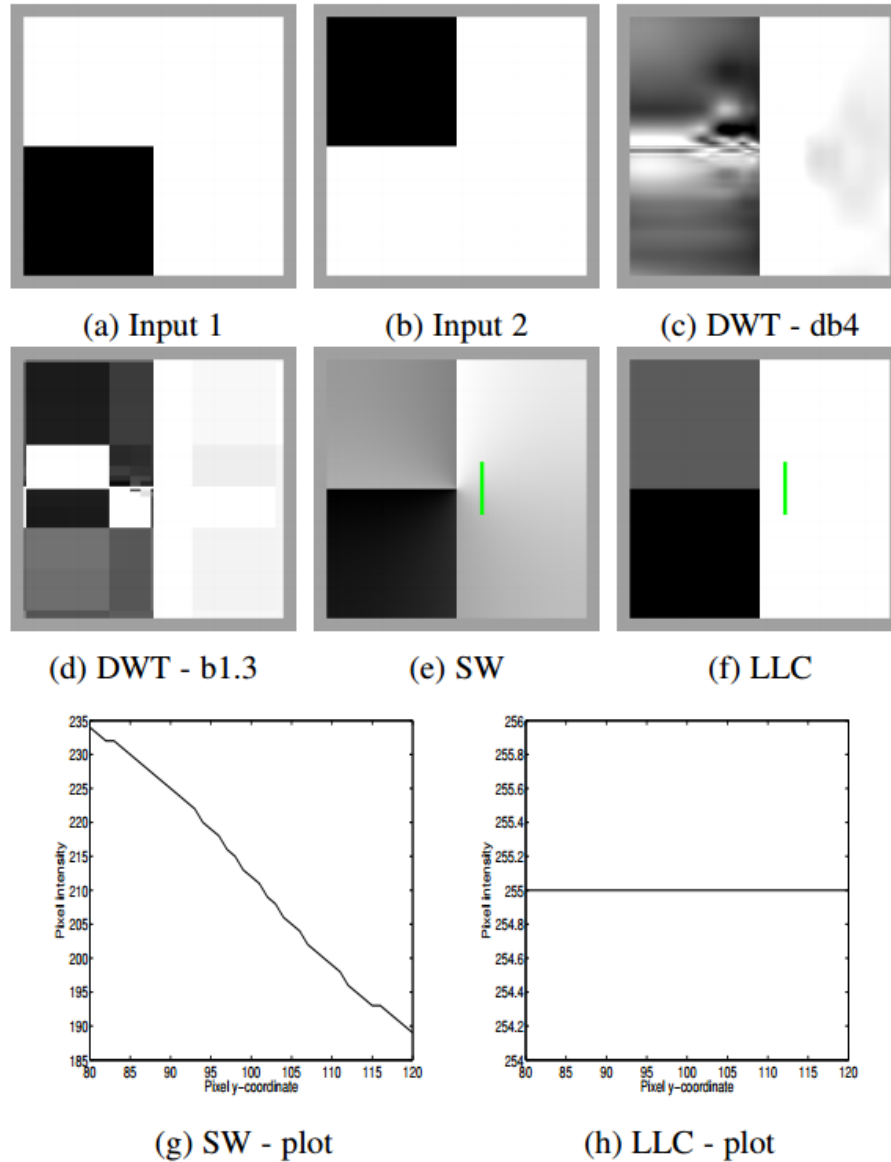 (a) Input 1 (b) Input 2 (c) DWT - db4
(d) DWT - b1.3 (e) SW (f) LLC
235
230
225
220
215
210
205
200
195
190
185
Pixel intensity
80 85 90 95 100 105 110 115 120
Pixel y-coordinate
256
255.8
255.6
255.4
255.2
255
254.8
254.6
254.4
254.2
254
Pixel intensity
80 85 90 95 100 105 110 115 120
Pixel y-coordinate
(g) SW - plot (h) LLC - plot